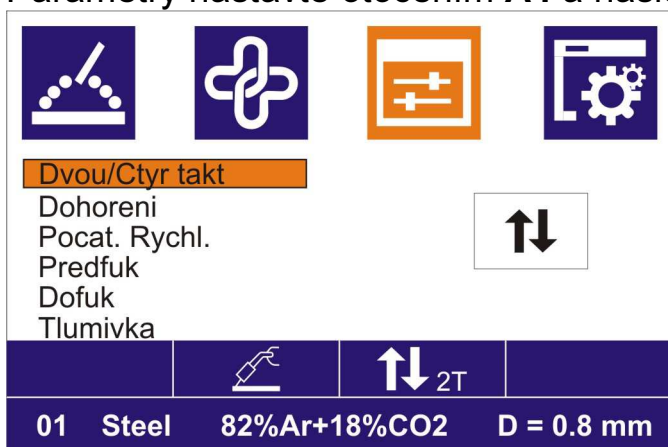 Dvou/Ctyr takt
Dohoreni
Pocat. Rychl.
Predfuk
Dofuk
Tlumivka
2T
01 Steel 82%Ar+18%CO2 D = 0.8 mm